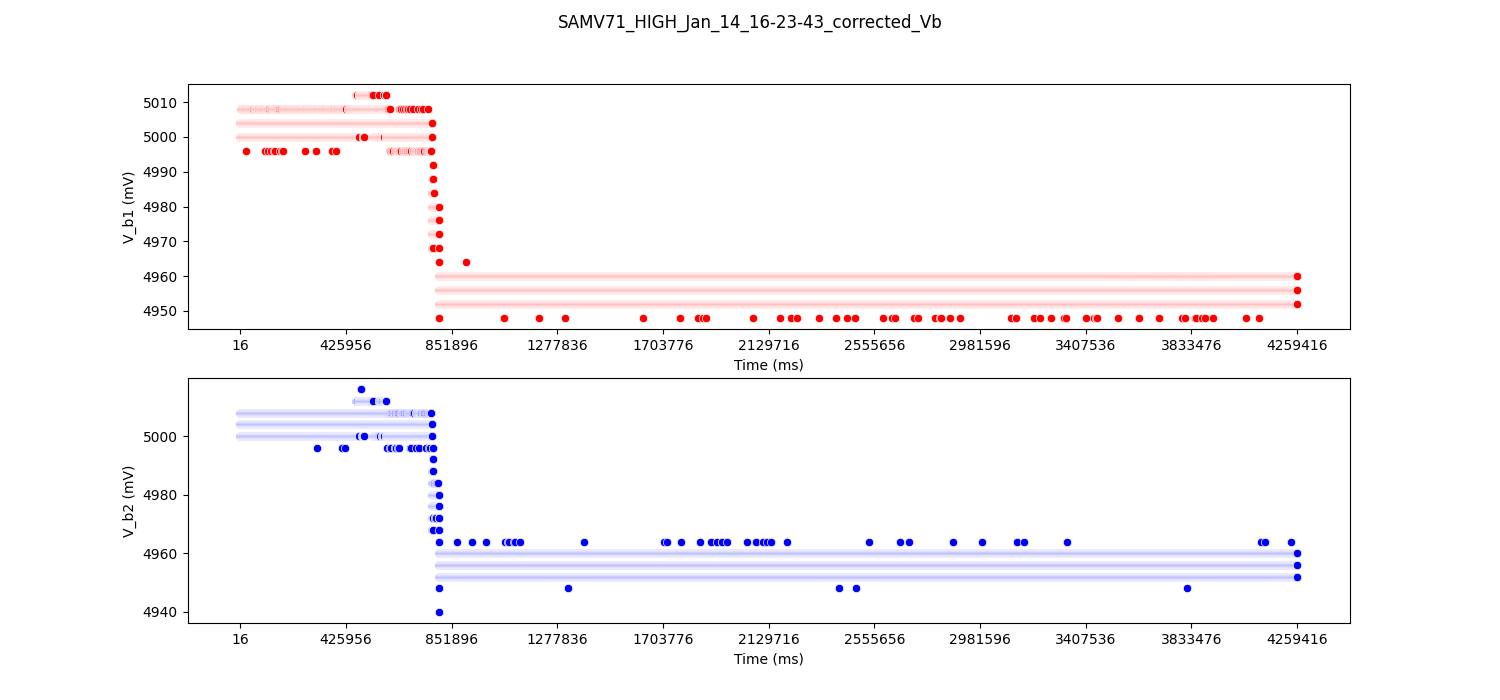 SAMV71_HIGH_Jan_14_16-23-43_corrected_Vb
V_b1 (mV)
5010
5000
4990
4980
4970
4960
4950
16 425956 851896 1277836 1703776 2129716 2555656 2981596 3407536 3833476 4259416
Time (ms)
V_b2 (mV)
5000
4980
4960
4940
16 425956 851896 1277836 1703776 2129716 2555656 2981596 3407536 3833476 4259416
Time (ms)